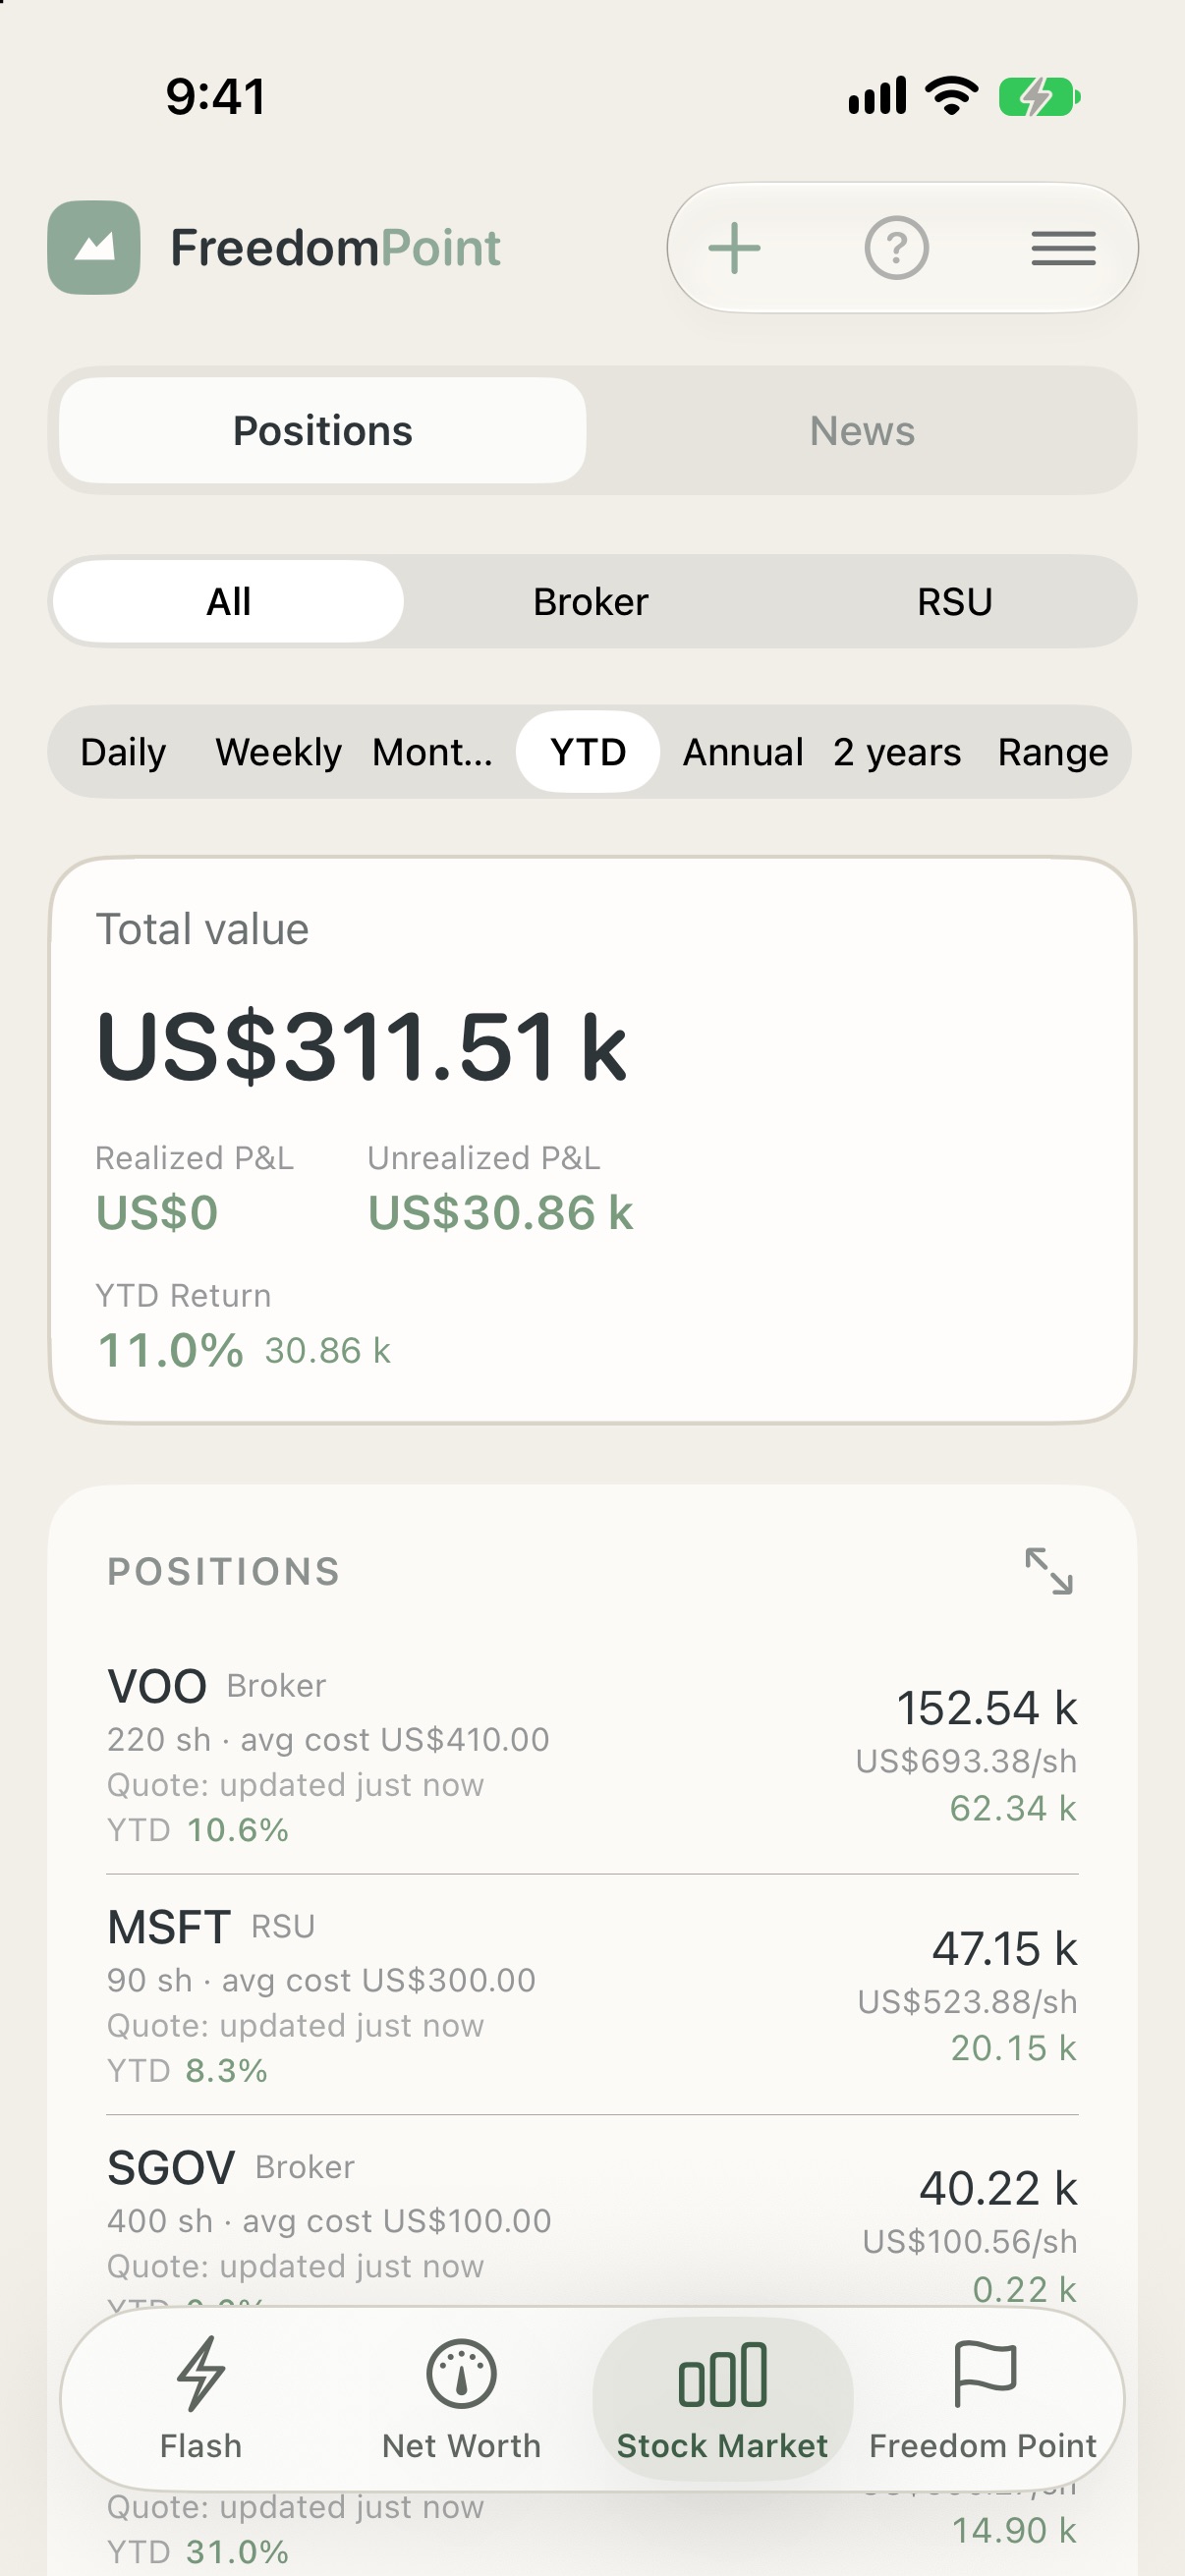 9:41
FreedomPoint
Positions News
All Broker RSU
Daily Weekly Mont... YTD Annual 2 years Range
Total value
US$311.51 k
Realized P&L Unrealized P&L
US$0 US$30.86 k
YTD Return
11.0% 30.86 k
POSITIONS
VOO Broker
152.54 k
220 sh · avg cost US$410.00
US$693.38/sh
Quote: updated just now
62.34 k
YTD 10.6%
MSFT RSU
47.15 k
90 sh · avg cost US$300.00
US$523.88/sh
Quote: updated just now
20.15 k
YTD 8.3%
SGOV Broker
40.22 k
400 sh · avg cost US$100.00
US$100.56/sh
Quote: updated just now
0.22 k
YTD
Flash Net Worth Stock Market Freedom Point
Quote: updated just now
14.90 k
YTD 31.0%